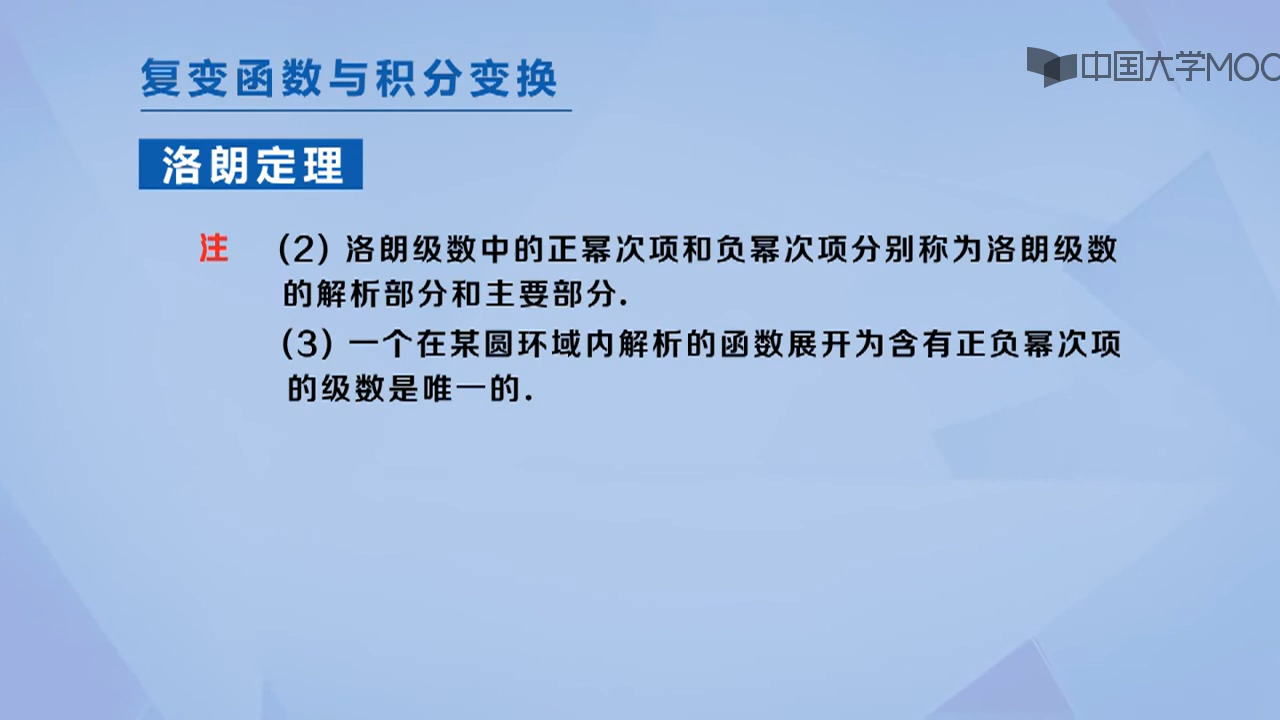 复变函数与积分变换
中国大学MOO
洛朗定理
注 (2) 洛朗级数中的正幂次项和负幂次项分别称为洛朗级数
的解析部分和主要部分.
(3) 一个在某圆环域内解析的函数展开为含有正负幂次项
的级数是唯一的.